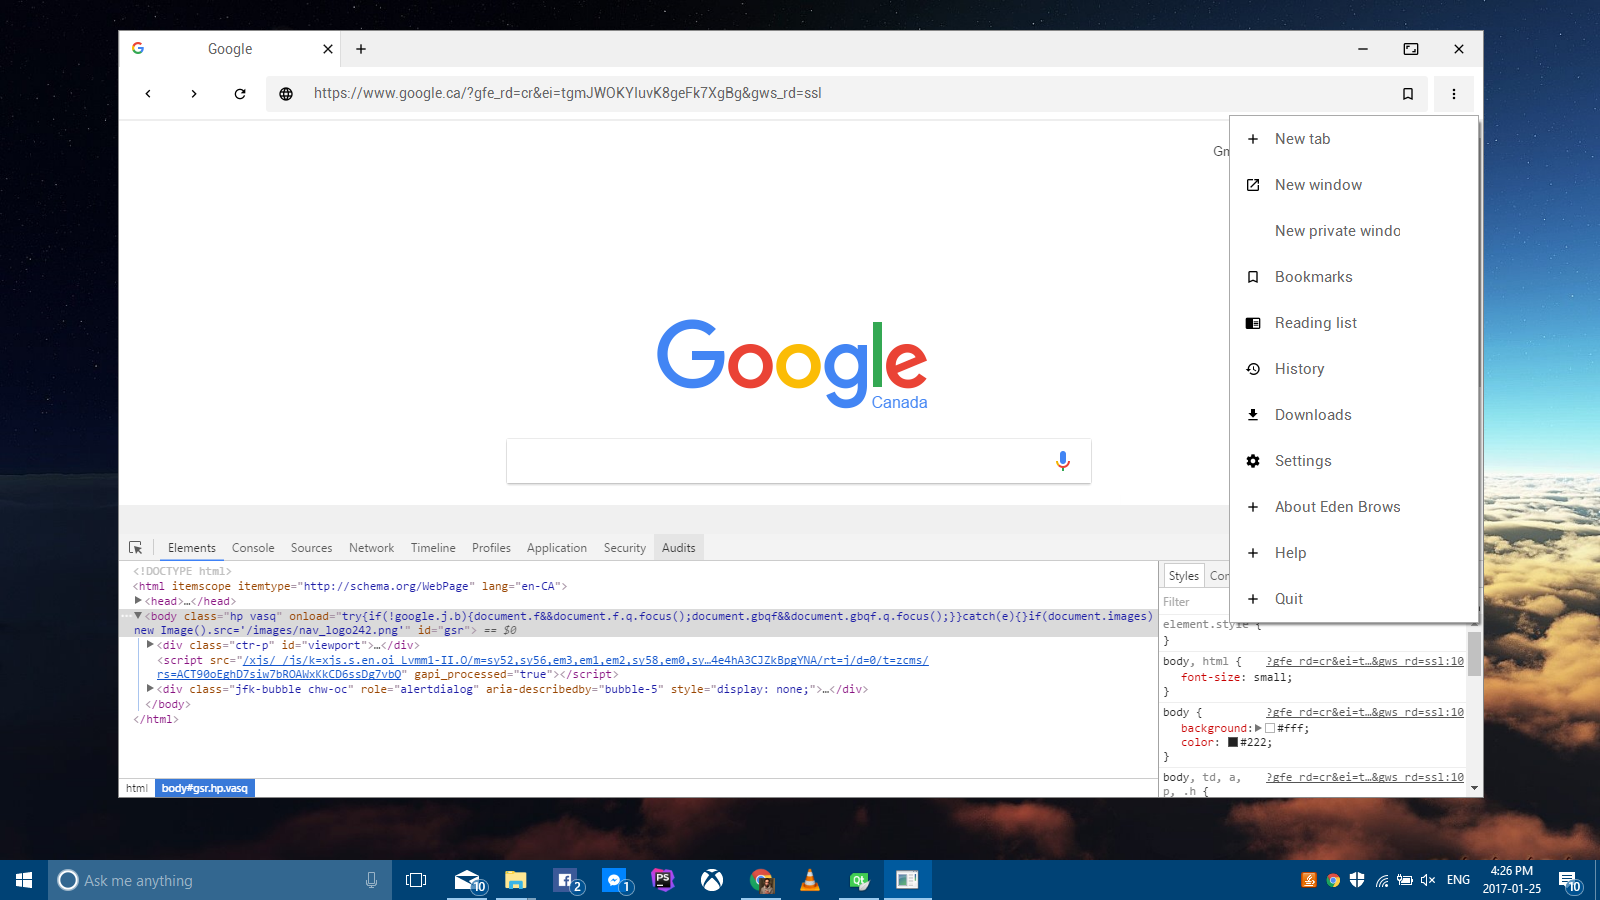 Google
https://www.google.ca/?gfe_rd=cr&ei=tgmJWOKYIuvK8geFk7XgBg&gws_rd=ssl
Gm
New tab
New window
New private windo
Bookmarks
Reading list
History
Downloads
Settings
About Eden Brows
Help
Quit
Google
Canada
Elements Console Sources Network Timeline Profiles Application Security Audits
<!DOCTYPE html>
<html itemscope itemtype="http://schema.org/WebPage" lang="en-CA">
<head>…</head>
<body class="hp vasq" onload="try{if(!google.j.b){document.f&&document.f.q.focus();document.gbqf&&document.gbqf.q.focus();}}catch(e){}if(document.images)
new Image().src='/images/nav_logo242.png'" id="gsr"> == $0
<div class="ctr-p" id="viewport">…</div>
<script src="/xjs/_/js/k=xjs.s.en.oi_Lvmm1-II.O/m=sy52,sy56,em3,em1,em2,sy58,em0,sy…4e4hA3CJZkBpgYNA/rt=j/d=0/t=zcms/
rs=ACT90oEghD7siw7bROAWxKkCD6ssDg7vbQ" gapi_processed="true"></script>
<div class="jfk-bubble chw-oc" role="alertdialog" aria-describedby="bubble-5" style="display: none;">…</div>
</body>
</html>
html body#gsr.hp.vasq
Styles Con
Filter
element.style {
}
body, html { ?gfe_rd=cr&ei=t…&gws_rd=ssl:10
font-size: small;
}
body { ?gfe_rd=cr&ei=t…&gws_rd=ssl:10
background: #fff;
color: #222;
}
body, td, a, ?gfe_rd=cr&ei=t…&gws_rd=ssl:10
p, .h {
Ask me anything
10
2
1
PS
Qt
ENG
4:26 PM
2017-01-25
10